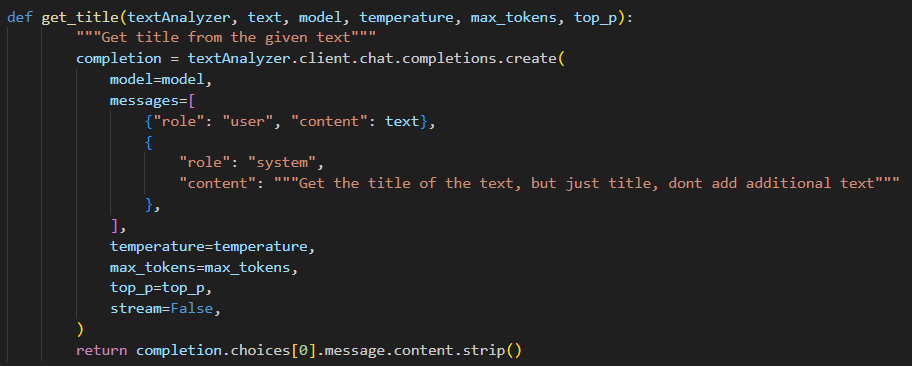 def get_title(textAnalyzer, text, model, temperature, max_tokens, top_p):
        """Get title from the given text"""
        completion = textAnalyzer.client.chat.completions.create(
            model=model,
            messages=[
                {"role": "user", "content": text},
                {
                    "role": "system",
                    "content": """Get the title of the text, but just title, dont add additional text"""
                },
            ],
            temperature=temperature,
            max_tokens=max_tokens,
            top_p=top_p,
            stream=False,
        )
        return completion.choices[0].message.content.strip()